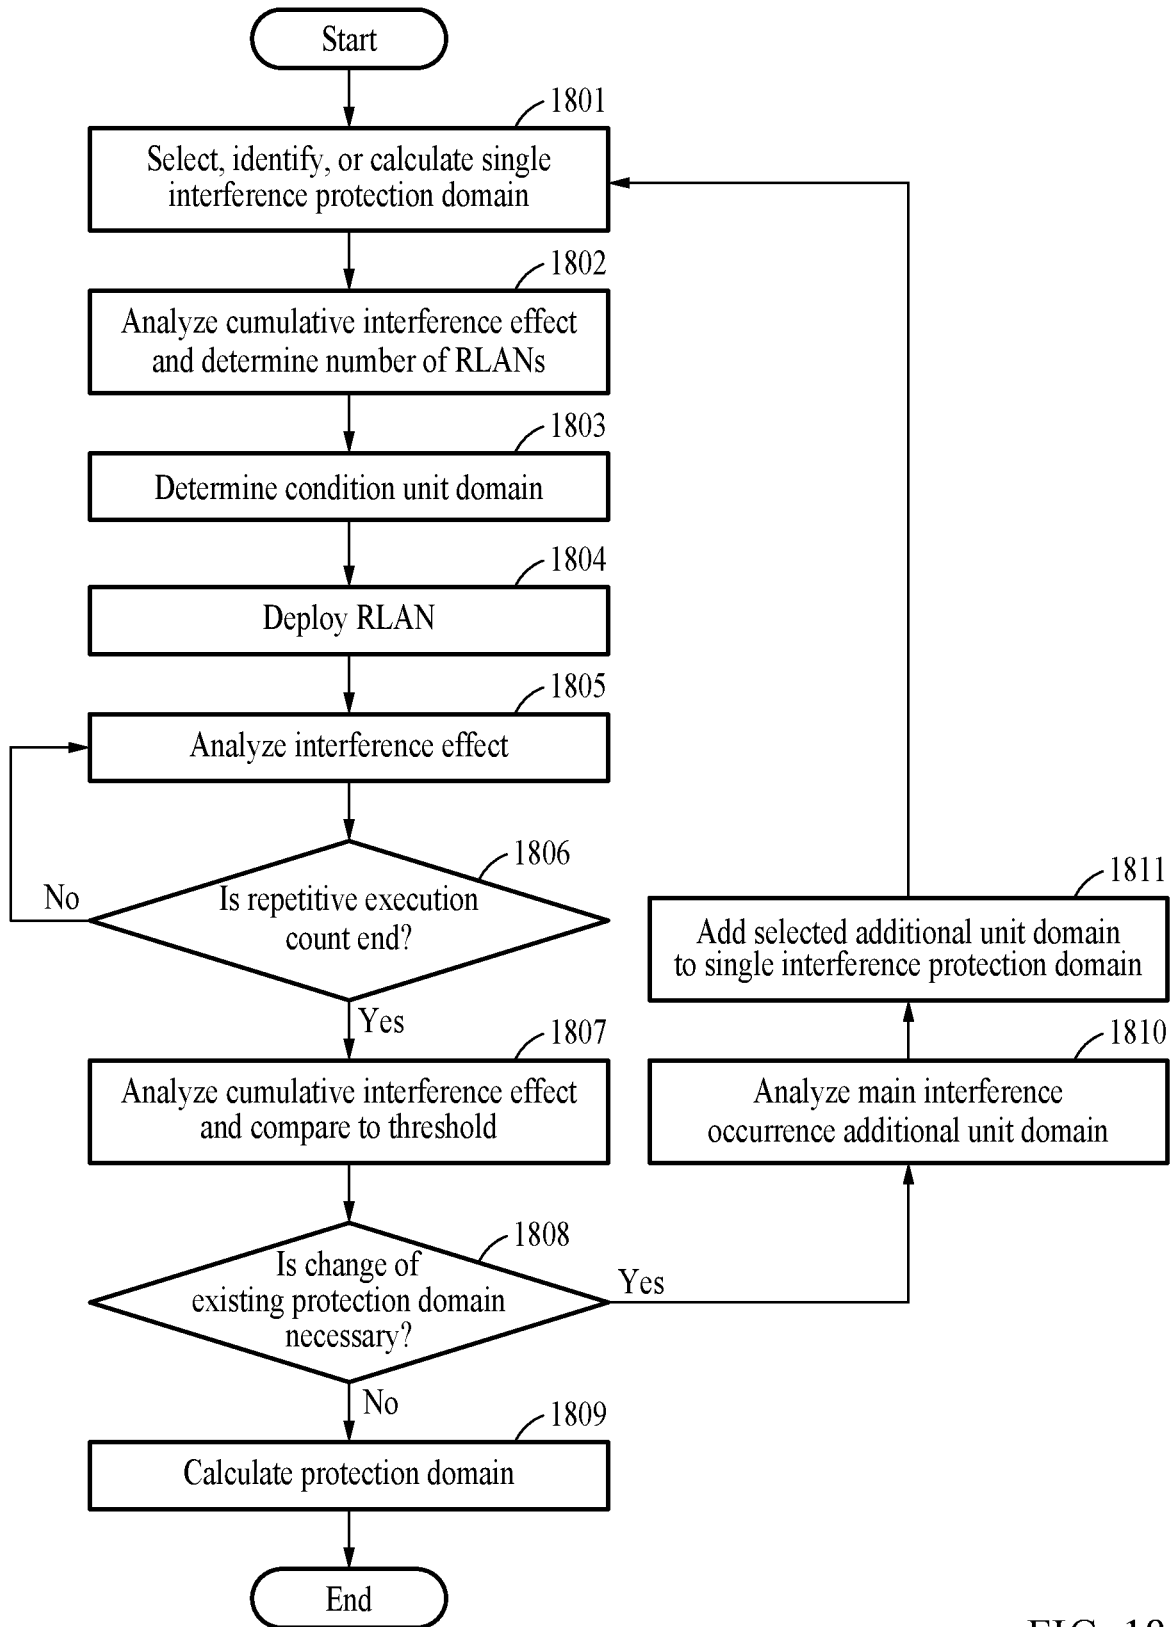 Start
1801
Select, identify, or calculate single
interference protection domain
1802
Analyze cumulative interference effect
and determine number of RLANs
1803
Determine condition unit domain
1804
Deploy RLAN
1805
Analyze interference effect
1806
Is repetitive execution
count end?
No
Yes
1807
Analyze cumulative interference effect
and compare to threshold
1808
Is change of
existing protection domain
necessary?
Yes
No
1809
Calculate protection domain
End
1811
Add selected additional unit domain
to single interference protection domain
1810
Analyze main interference
occurrence additional unit domain
FIG. 18